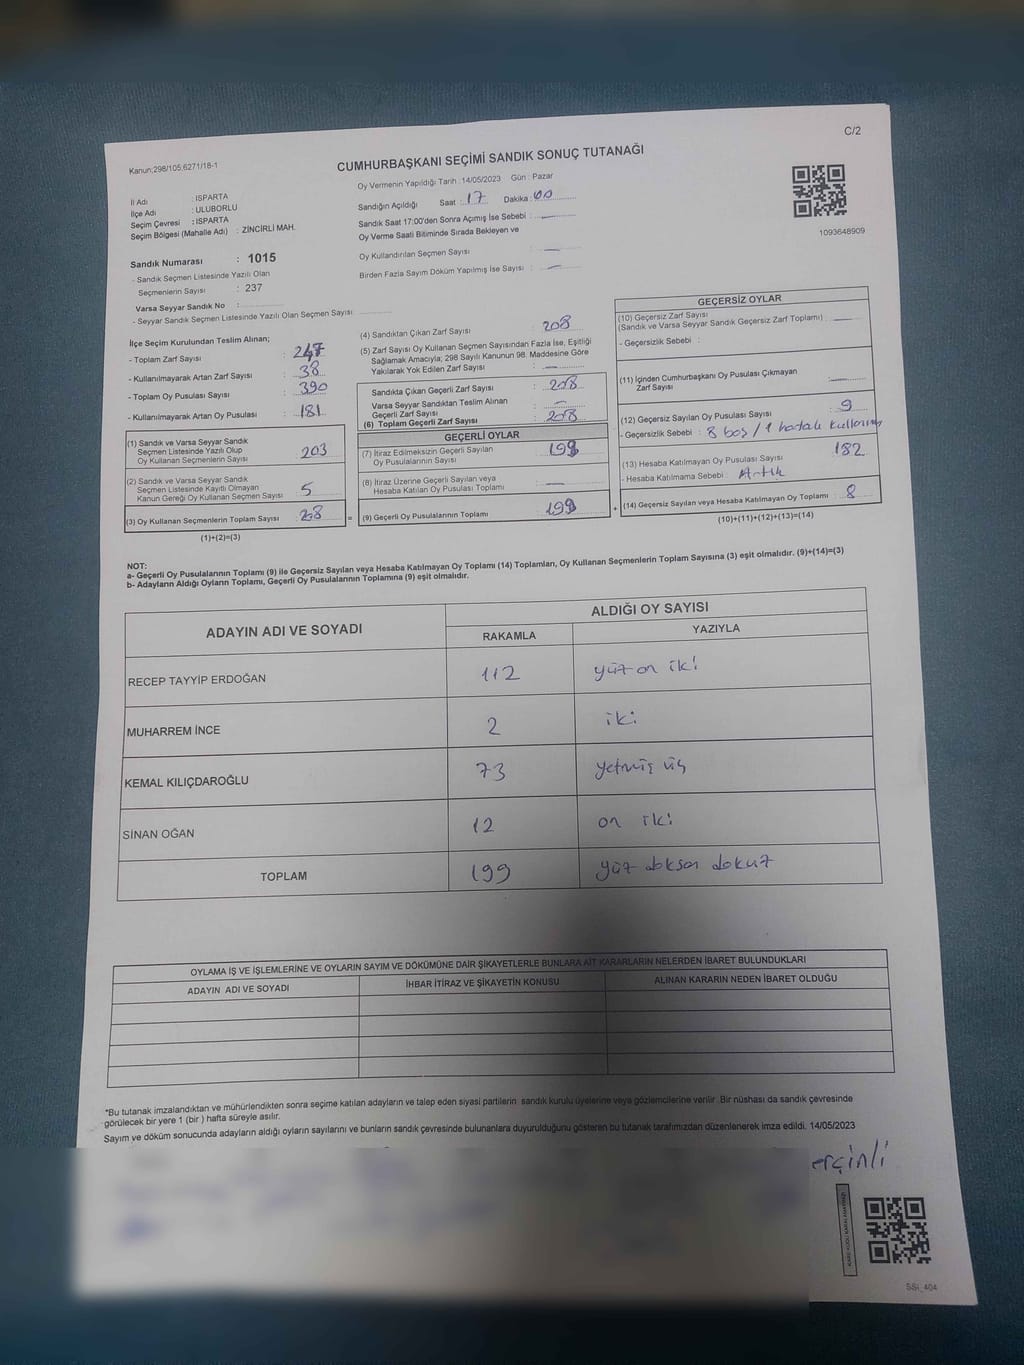 C/2
Kanun:298/105,6271/18-1
CUMHURBAŞKANI SEÇİMİ SANDIK SONUÇ TUTANAĞI
İl Adı : ISPARTA
İlçe Adı : ULUBORLU
Seçim Çevresi : ISPARTA
Seçim Bölgesi (Mahalle Adı) : ZİNCİRLİ MAH.
Sandık Numarası : 1015
- Sandık Seçmen Listesinde Yazılı Olan
Seçmenlerin Sayısı : 237
Varsa Seyyar Sandık No :
- Seyyar Sandık Seçmen Listesinde Yazılı Olan Seçmen Sayısı
Oy Vermenin Yapıldığı Tarih :14/05/2023 Gün : Pazar
Sandığın Açıldığı Saat : 17 Dakika : 00
Sandık Saat 17:00'den Sonra Açımış İse Sebebi : —
Oy Verme Saati Bitiminde Sırada Bekleyen ve
Oy Kullandırılan Seçmen Sayısı : —
Birden Fazla Sayım Döküm Yapılmış İse Sayısı : —
1093648909
İlçe Seçim Kurulundan Teslim Alınan;
- Toplam Zarf Sayısı : 247
- Kullanılmayarak Artan Zarf Sayısı : 38
- Toplam Oy Pusulası Sayısı : 390
- Kullanılmayarak Artan Oy Pusulası : 181
(1) Sandık ve Varsa Seyyar Sandık
Seçmen Listesinde Yazılı Olup
Oy Kullanan Seçmenlerin Sayısı : 203
(2) Sandık ve Varsa Seyyar Sandık
Seçmen Listesinde Kayıtlı Olmayan
Kanun Gereği Oy Kullanan Seçmen Sayısı : 5
(3) Oy Kullanan Seçmenlerin Toplam Sayısı : 208
(1)+(2)=(3)
(4) Sandıktan Çıkan Zarf Sayısı : 208
(5) Zarf Sayısı Oy Kullanan Seçmen Sayısından Fazla İse, Eşitliği
Sağlamak Amacıyla; 298 Sayılı Kanunun 98. Maddesine Göre
Yakılarak Yok Edilen Zarf Sayısı : —
Sandıkta Çıkan Geçerli Zarf Sayısı : 208
Varsa Seyyar Sandıktan Teslim Alınan
Geçerli Zarf Sayısı : —
(6) Toplam Geçerli Zarf Sayısı : 208
GEÇERLİ OYLAR
(7) İtiraz Edilmeksizin Geçerli Sayılan
Oy Pusulalarının Sayısı : 199
(8) İtiraz Üzerine Geçerli Sayılan ve
Hesaba Katılan Oy Pusulası Toplamı : —
= (9) Geçerli Oy Pusulalarının Toplamı : 199
GEÇERSİZ OYLAR
(10) Geçersiz Zarf Sayısı
(Sandık ve Varsa Seyyar Sandık Geçersiz Zarf Toplamı) : —
- Geçersizlik Sebebi :
(11) İçinden Cumhurbaşkanı Oy Pusulası Çıkmayan
Zarf Sayısı : —
(12) Geçersiz Sayılan Oy Pusulası Sayısı : 9
- Geçersizlik Sebebi : 8 boş / 1 hatalı
(13) Hesaba Katılmayan Oy Pusulası Sayısı : 182
- Hesaba Katılmama Sebebi : Artık
+ (14) Geçersiz Sayılan veya Hesaba Katılmayan Oy Toplamı : 8
(10)+(11)+(12)+(13)=(14)
NOT:
a- Geçerli Oy Pusulalarının Toplamı (9) ile Geçersiz Sayılan veya Hesaba Katılmayan Oy Toplamı (14) Toplamları, Oy Kullanan Seçmenlerin Toplam Sayısına (3) eşit olmalıdır. (9)+(14)=(3)
b- Adayların Aldığı Oyların Toplamı, Geçerli Oy Pusulalarının Toplamına (9) eşit olmalıdır.
ADAYIN ADI VE SOYADI ALDIĞI OY SAYISI
RAKAMLA YAZIYLA
RECEP TAYYİP ERDOĞAN 112 yüz on iki
MUHARREM İNCE 2 iki
KEMAL KILIÇDAROĞLU 73 yetmiş üç
SİNAN OĞAN 12 on iki
TOPLAM 199 yüz doksan dokuz
OYLAMA İŞ VE İŞLEMLERİNE VE OYLARIN SAYIM VE DÖKÜMÜNE DAİR ŞİKAYETLERLE BUNLARA AİT KARARLARIN NELERDEN İBARET BULUNDUKLARI
ADAYIN ADI VE SOYADI İHBAR İTİRAZ VE ŞİKAYETİN KONUSU ALINAN KARARIN NEDEN İBARET OLDUĞU
*Bu tutanak imzalandıktan ve mühürlendikten sonra seçime katılan adayların ve talep eden siyasi partilerin sandık kurulu üyelerine veya gözlemcilerine verilir. Bir nüshası da sandık çevresinde
görülecek bir yere 1 (bir ) hafta süreyle asılır.
Sayım ve döküm sonucunda adayların aldığı oyların sayılarını ve bunların sandık çevresinde bulunanlara duyurulduğunu gösteren bu tutanak tarafımızdan düzenlenerek imza edildi. 14/05/2023
erçinli
SSi_404